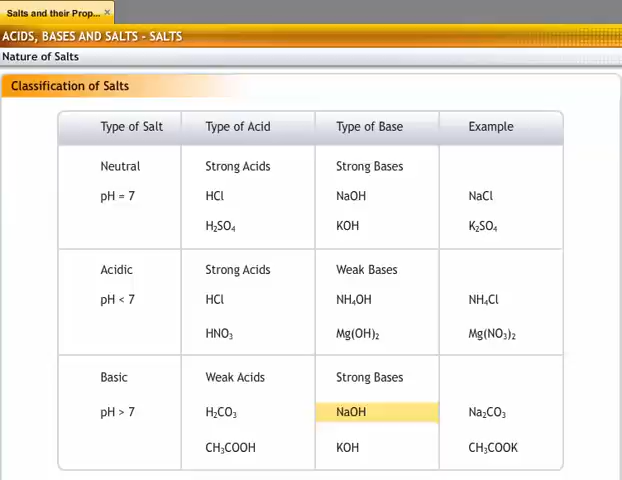 Salts and their Prop... ×
ACIDS, BASES AND SALTS - SALTS
Nature of Salts
Classification of Salts
Type of Salt Type of Acid Type of Base Example
Neutral Strong Acids Strong Bases
pH = 7 HCl NaOH NaCl
H₂SO₄ KOH K₂SO₄
Acidic Strong Acids Weak Bases
pH < 7 HCl NH₄OH NH₄Cl
HNO₃ Mg(OH)₂ Mg(NO₃)₂
Basic Weak Acids Strong Bases
pH > 7 H₂CO₃ NaOH Na₂CO₃
CH₃COOH KOH CH₃COOK